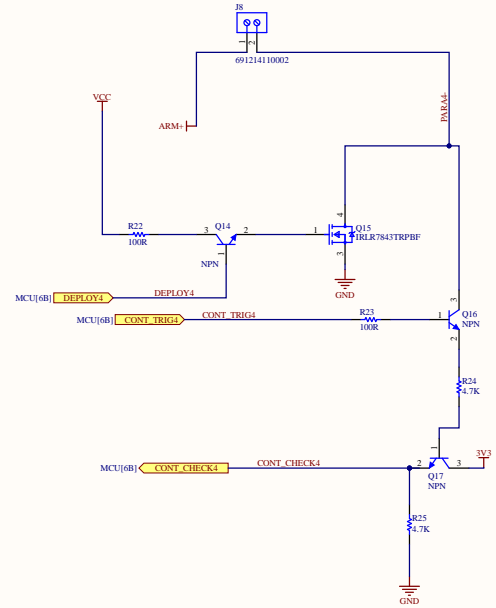 J8
1
2
691214110002
VCC
ARM+
PARA4-
R22
100R
3
Q14
2
1
NPN
4
1
Q15
IRLR7843TRPBF
3
GND
MCU[6B]
DEPLOY4
DEPLOY4
MCU[6B]
CONT_TRIG4
CONT_TRIG4
R23
100R
3
1
Q16
NPN
2
R24
4.7K
1
MCU[6B]
CONT_CHECK4
CONT_CHECK4
2
3
3V3
Q17
NPN
R25
4.7K
GND